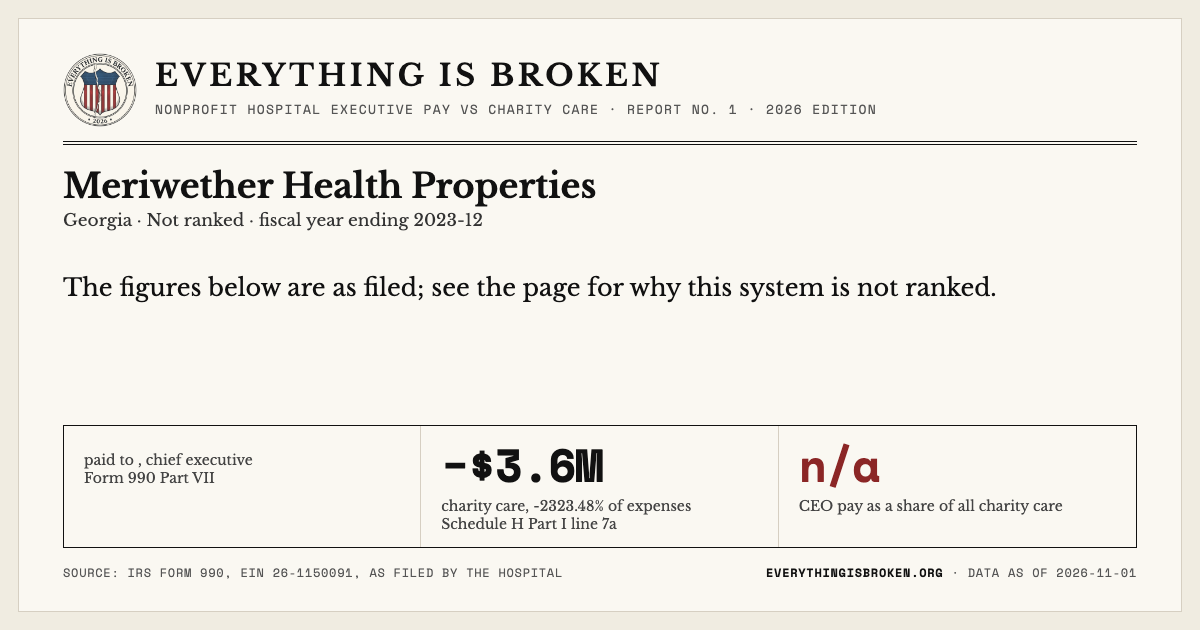 EVERYTHING IS BROKEN
· 2026 ·
EVERYTHING IS BROKEN
NONPROFIT HOSPITAL EXECUTIVE PAY VS CHARITY CARE · REPORT NO. 1 · 2026 EDITION
Meriwether Health Properties
Georgia · Not ranked · fiscal year ending 2023-12
The figures below are as filed; see the page for why this system is not ranked.
paid to , chief executive
Form 990 Part VII
-$3.6M
charity care, -2323.48% of expenses
Schedule H Part I line 7a
n/a
CEO pay as a share of all charity care
SOURCE: IRS FORM 990, EIN 26-1150091, AS FILED BY THE HOSPITAL
EVERYTHINGISBROKEN.ORG · DATA AS OF 2026-11-01